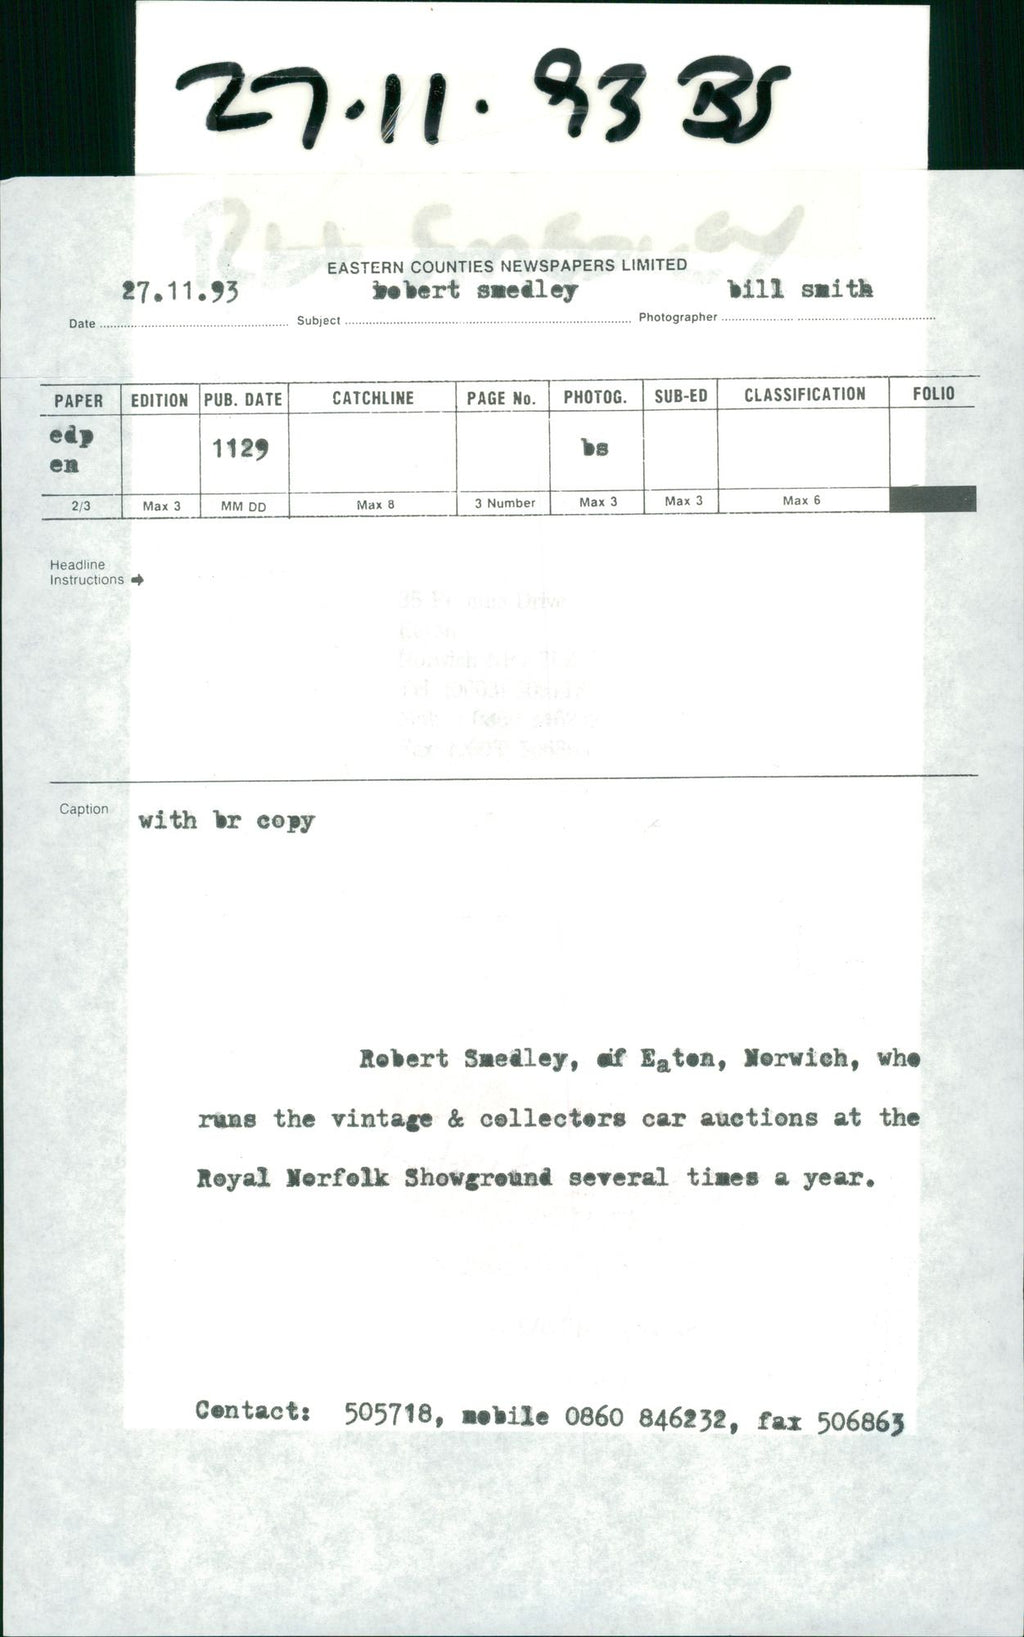 27.11.93 BS
EASTERN COUNTIES NEWSPAPERS LIMITED
27.11.93 robert smedley bill smith
Date Subject Photographer
PAPER EDITION PUB. DATE CATCHLINE PAGE No. PHOTOG. SUB-ED CLASSIFICATION FOLIO
edp
en 1129 bs
2/3 Max 3 MM DD Max 8 3 Number Max 3 Max 3 Max 6
Headline
Instructions
Caption
with br copy
Robert Smedley, of Eaton, Norwich, who
runs the vintage & collectors car auctions at the
Royal Norfolk Showground several times a year.
Contact: 505718, mobile 0860 846232, fax 506863